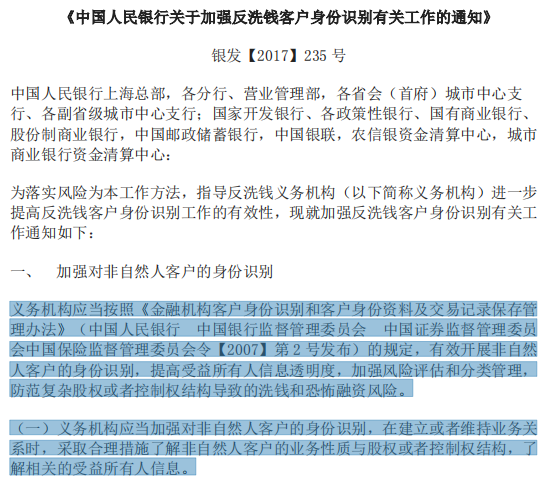 《中国人民银行关于加强反洗钱客户身份识别有关工作的通知》
银发【2017】235 号
中国人民银行上海总部，各分行、营业管理部，各省会（首府）城市中心支
行、各副省级城市中心支行；国家开发银行、各政策性银行、国有商业银行、
股份制商业银行，中国邮政储蓄银行，中国银联，农信银资金清算中心，城市
商业银行资金清算中心：
为落实风险为本工作方法，指导反洗钱义务机构（以下简称义务机构）进一步
提高反洗钱客户身份识别工作的有效性，现就加强反洗钱客户身份识别有关工
作通知如下：
一、 加强对非自然人客户的身份识别
义务机构应当按照《金融机构客户身份识别和客户身份资料及交易记录保存管
理办法》（中国人民银行 中国银行监督管理委员会 中国证券监督管理委员
会中国保险监督管理委员会令【2007】第 2 号发布）的规定，有效开展非自然
人客户的身份识别，提高受益所有人信息透明度，加强风险评估和分类管理，
防范复杂股权或者控制权结构导致的洗钱和恐怖融资风险。
（一）义务机构应当加强对非自然人客户的身份识别，在建立或者维持业务关
系时，采取合理措施了解非自然人客户的业务性质与股权或者控制权结构，了
解相关的受益所有人信息。